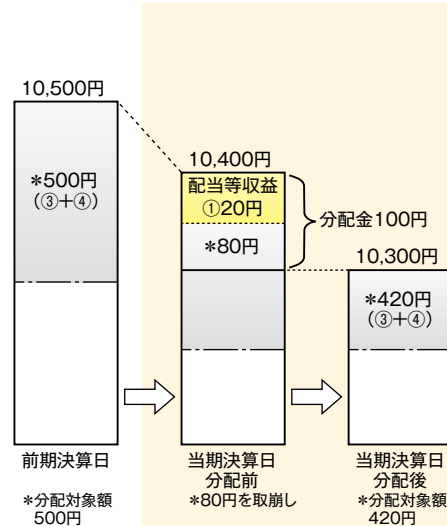 10,500円
*500円
(③+④)
10,400円
配当等収益
①20円
*80円
分配金100円
10,300円
*420円
(③+④)
前期決算日
*分配対象額
500円
当期決算日
分配前
*80円を取崩し
当期決算日
分配後
*分配対象額
420円